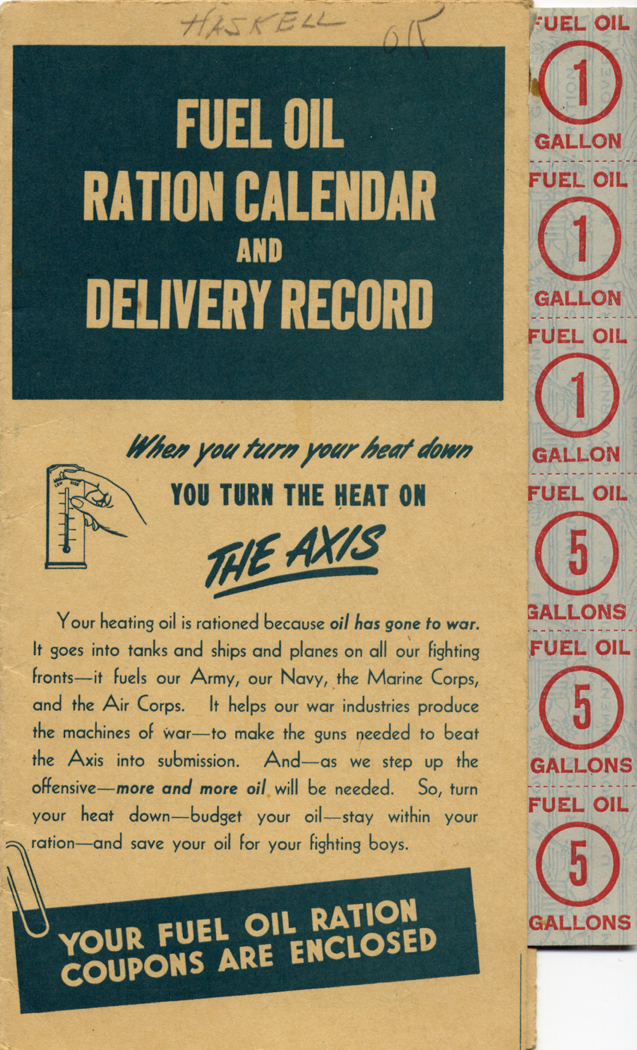 HASKELL
OK
FUEL OIL
RATION CALENDAR
AND
DELIVERY RECORD
When you turn your heat down
YOU TURN THE HEAT ON
THE AXIS
Your heating oil is rationed because oil has gone to war.
It goes into tanks and ships and planes on all our fighting
fronts—it fuels our Army, our Navy, the Marine Corps,
and the Air Corps. It helps our war industries produce
the machines of war—to make the guns needed to beat
the Axis into submission. And—as we step up the
offensive—more and more oil will be needed. So, turn
your heat down—budget your oil—stay within your
ration—and save your oil for your fighting boys.
YOUR FUEL OIL RATION
COUPONS ARE ENCLOSED
FUEL OIL
1
GALLON
FUEL OIL
1
GALLON
FUEL OIL
1
GALLON
FUEL OIL
5
GALLONS
FUEL OIL
5
GALLONS
FUEL OIL
5
GALLONS